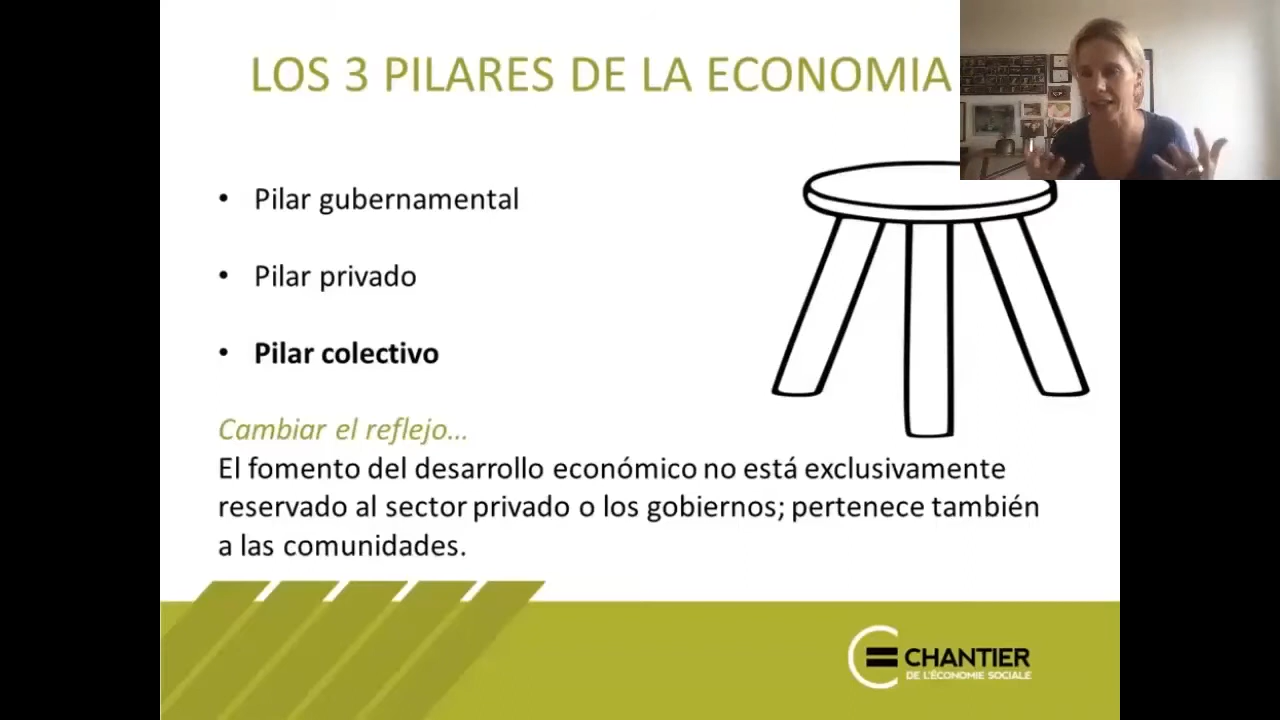 LOS 3 PILARES DE LA ECONOMIA
• Pilar gubernamental
• Pilar privado
• Pilar colectivo
Cambiar el reflejo...
El fomento del desarrollo económico no está exclusivamente
reservado al sector privado o los gobiernos; pertenece también
a las comunidades.
CHANTIER
DE L'ÉCONOMIE SOCIALE